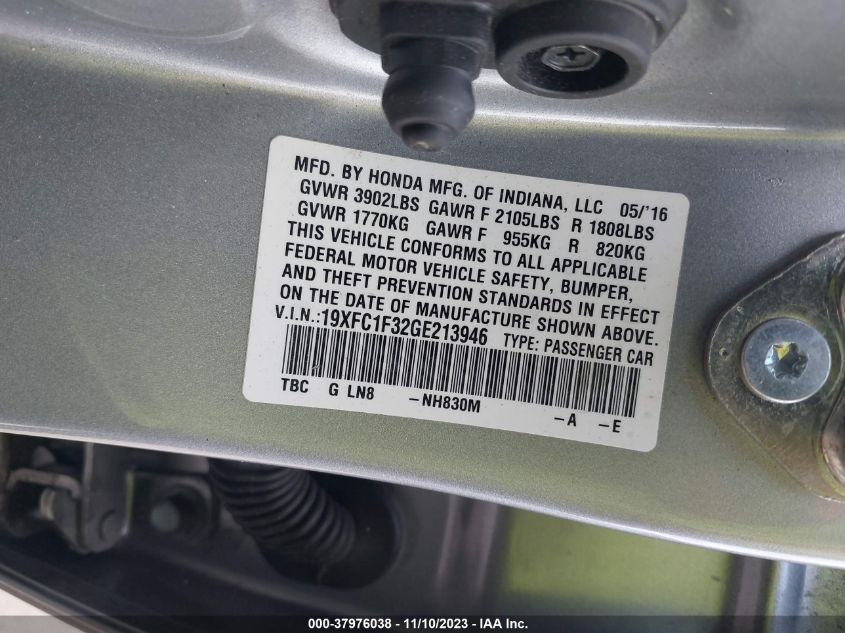 MFD. BY HONDA MFG. OF INDIANA, LLC 05/'16
GVWR 3902LBS GAWR F 2105LBS R 1808LBS
GVWR 1770KG GAWR F 955KG R 820KG
THIS VEHICLE CONFORMS TO ALL APPLICABLE
FEDERAL MOTOR VEHICLE SAFETY, BUMPER,
AND THEFT PREVENTION STANDARDS IN EFFECT
ON THE DATE OF MANUFACTURE SHOWN ABOVE.
V.I.N.:19XFC1F32GE213946 TYPE: PASSENGER CAR
TBC G LN8 -NH830M -A -E
000-37976038 - 11/10/2023 - IAA Inc.